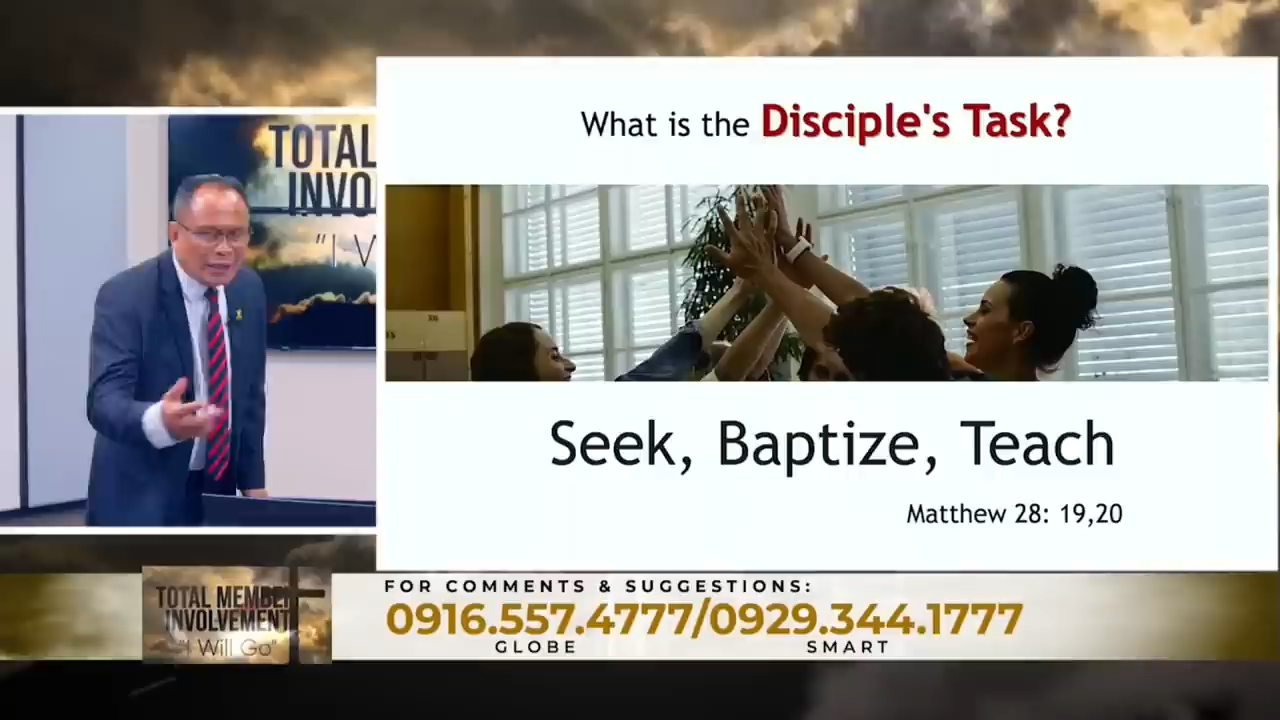 What is the Disciple's Task?
TOTAL
INVO
"I W
Seek, Baptize, Teach
Matthew 28: 19,20
FOR COMMENTS & SUGGESTIONS:
0916.557.4777/0929.344.1777
GLOBE SMART
TOTAL MEMBER
INVOLVEMENT
"I Will Go"